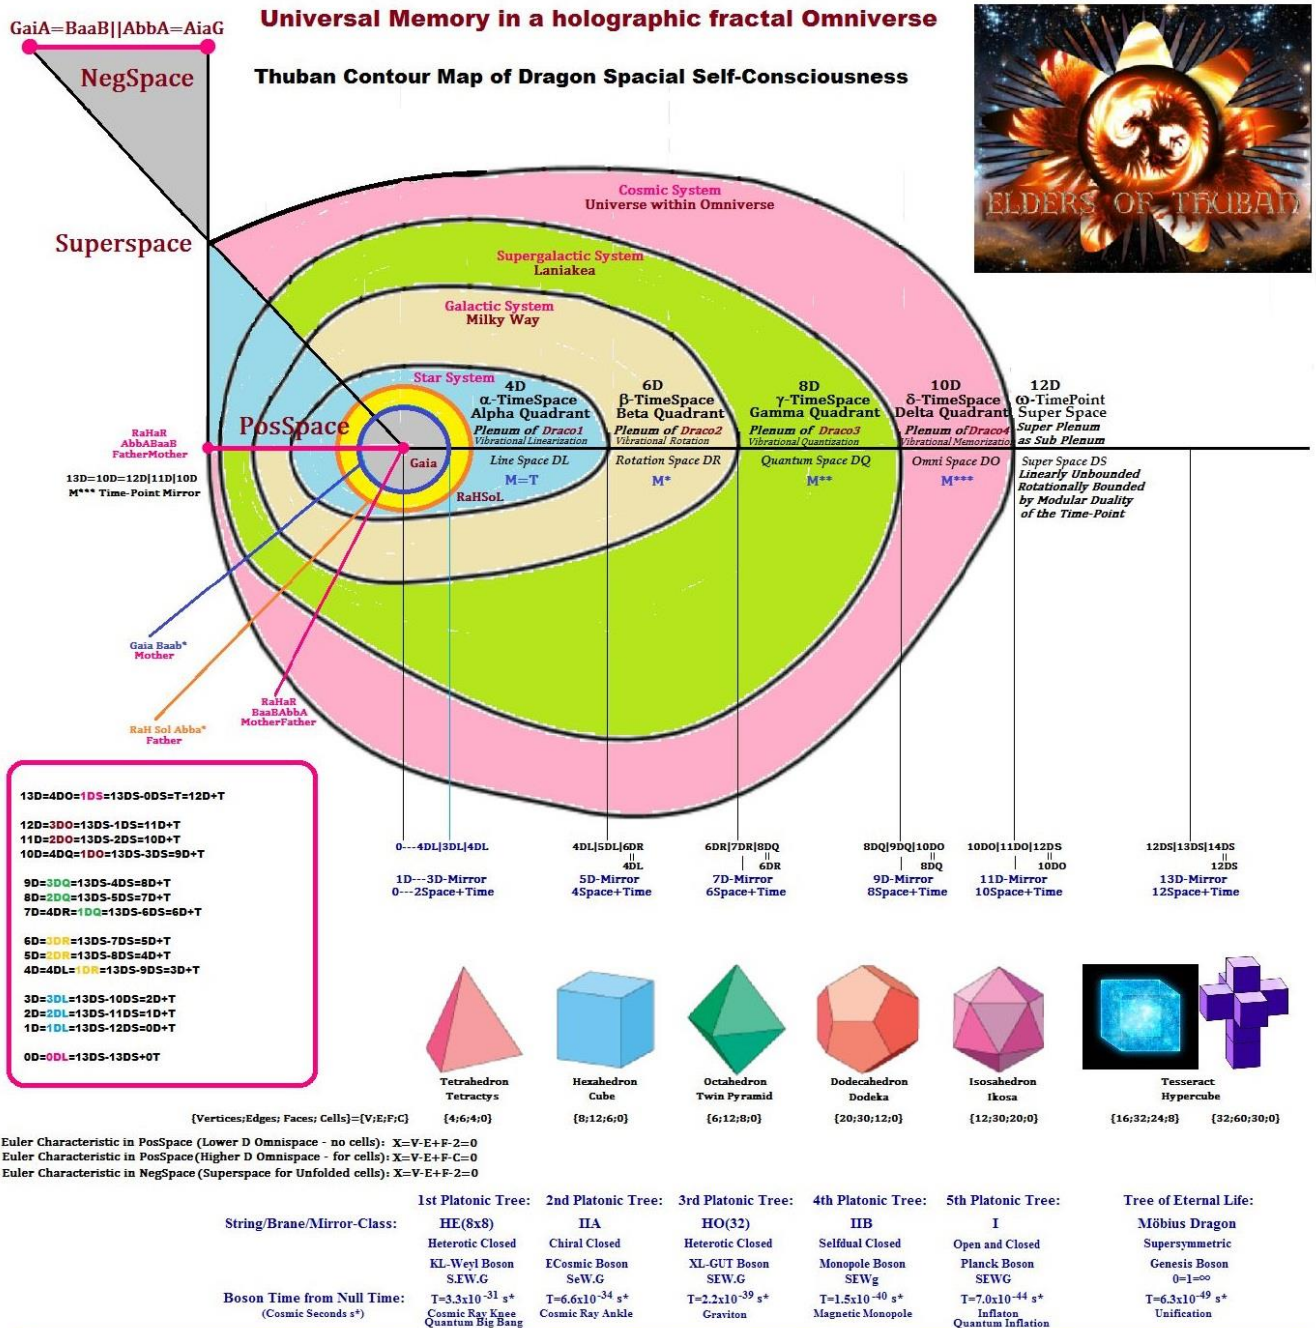 GaiA=BaaB||AbbA=AiaG
Universal Memory in a holographic fractal Omniverse
NegSpace
Thuban Contour Map of Dragon Spacial Self-Consciousness
ELDERS OF THUBAN
Superspace
Cosmic System
Universe within Omniverse
Supergalactic System
Laniakea
Galactic System
Milky Way
Star System
4D
α-TimeSpace
Alpha Quadrant
Plenum of Draco1
Vibrational Linearization
Line Space DL
M=T
6D
β-TimeSpace
Beta Quadrant
Plenum of Draco2
Vibrational Rotation
Rotation Space DR
M*
8D
γ-TimeSpace
Gamma Quadrant
Plenum of Draco3
Vibrational Quantization
Quantum Space DQ
M**
10D
δ-TimeSpace
Delta Quadrant
Plenum of Draco4
Vibrational Memorization
Omni Space DO
M***
12D
ω-TimePoint
Super Space
Super Plenum
as Sub Plenum
Super Space DS
Linearly Unbounded
Rotationally Bounded
by Modular Duality
of the Time-Point
PosSpace
Gaia
RaHSoL
RaHaR
AbbABaaB
FatherMother
13D=10D=12D|11D|10D
M*** Time-Point Mirror
Gaia Baab*
Mother
RaH Sol Abba*
Father
RaHaR
BaaBAbbA
MotherFather
13D=4DO=1DS=13DS-0DS=T=12D+T
12D=3DO=13DS-1DS=11D+T
11D=2DO=13DS-2DS=10D+T
10D=4DQ=1DO=13DS-3DS=9D+T
9D=3DQ=13DS-4DS=8D+T
8D=2DQ=13DS-5DS=7D+T
7D=4DR=1DQ=13DS-6DS=6D+T
6D=3DR=13DS-7DS=5D+T
5D=2DR=13DS-8DS=4D+T
4D=4DL=1DR=13DS-9DS=3D+T
3D=3DL=13DS-10DS=2D+T
2D=2DL=13DS-11DS=1D+T
1D=1DL=13DS-12DS=0D+T
0D=0DL=13DS-13DS+0T
0---4DL|3DL|4DL
1D---3D-Mirror
0---2Space+Time
4DL|5DL|6DR
||
4DL
5D-Mirror
4Space+Time
6DR|7DR|8DQ
||
6DR
7D-Mirror
6Space+Time
8DQ|9DQ|10DO
||
8DQ
9D-Mirror
8Space+Time
10DO|11DO|12DS
||
10DO
11D-Mirror
10Space+Time
12DS|13DS|14DS
||
12DS
13D-Mirror
12Space+Time
Tetrahedron
Tetractys
Hexahedron
Cube
Octahedron
Twin Pyramid
Dodecahedron
Dodeka
Isosahedron
Ikosa
Tesseract
Hypercube
{Vertices;Edges; Faces; Cells}={V;E;F;C} {4;6;4;0} {8;12;6;0} {6;12;8;0} {20;30;12;0} {12;30;20;0} {16;32;24;8} {32;60;30;0}
Euler Characteristic in PosSpace (Lower D Omnispace - no cells): X=V-E+F-2=0
Euler Characteristic in PosSpace(Higher D Omnispace - for cells): X=V-E+F-C=0
Euler Characteristic in NegSpace (Superspace for Unfolded cells): X=V-E+F-2=0
1st Platonic Tree: 2nd Platonic Tree: 3rd Platonic Tree: 4th Platonic Tree: 5th Platonic Tree: Tree of Eternal Life:
String/Brane/Mirror-Class: HE(8x8) IIA HO(32) IIB I Möbius Dragon
Heterotic Closed Chiral Closed Heterotic Closed Selfdual Closed Open and Closed Supersymmetric
KL-Weyl Boson ECosmic Boson XL-GUT Boson Monopole Boson Planck Boson Genesis Boson
S.EW.G SeW.G SEW.G SEWg SEWG 0=1=∞
Boson Time from Null Time: T=3.3x10⁻³¹ s* T=6.6x10⁻³⁴ s* T=2.2x10⁻³⁹ s* T=1.5x10⁻⁴⁰ s* T=7.0x10⁻⁴⁴ s* T=6.3x10⁻⁴⁹ s*
(Cosmic Seconds s*) Cosmic Ray Knee Cosmic Ray Ankle Graviton Magnetic Monopole Inflaton Unification
Quantum Big Bang Quantum Inflation